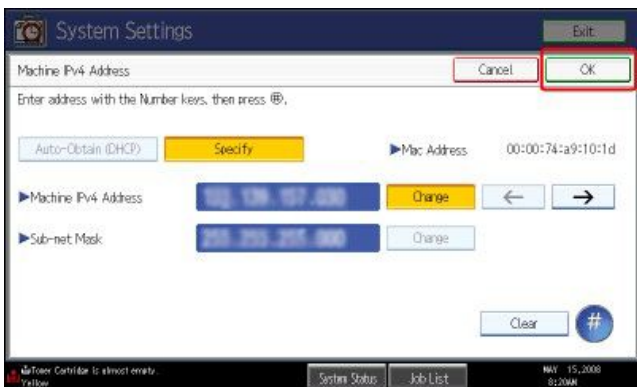 System Settings
Exit
Machine IPv4 Address
Cancel
OK
Enter address with the Number keys, then press
Auto-Obtain (DHCP)
Specify
▶Mac Address
00:00:74:a9:10:1d
▶Machine IPv4 Address
Change
←
→
▶Sub-net Mask
Change
Clear
#
Toner Cartridge is almost empty.
Yellow
System Status
Job List
MAY 15,2008
8:20AM